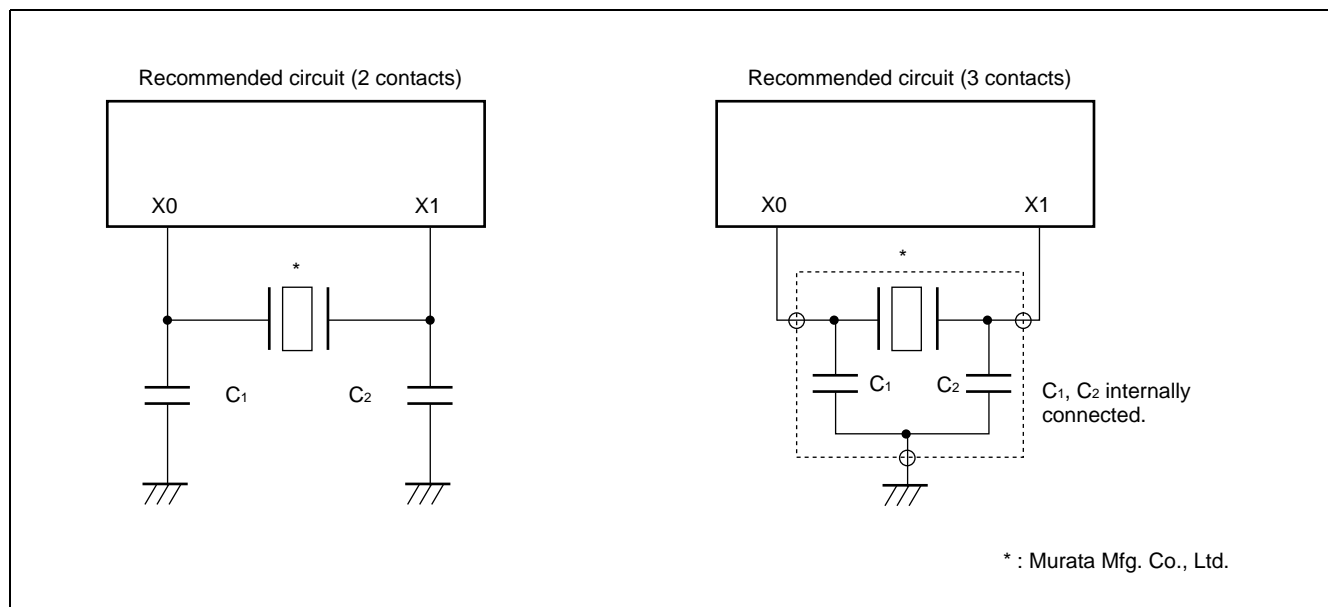 Recommended circuit (2 contacts)
X0
X1
*
C1
C2
Recommended circuit (3 contacts)
X0
X1
*
C1
C2
C1, C2 internally
connected.
* : Murata Mfg. Co., Ltd.